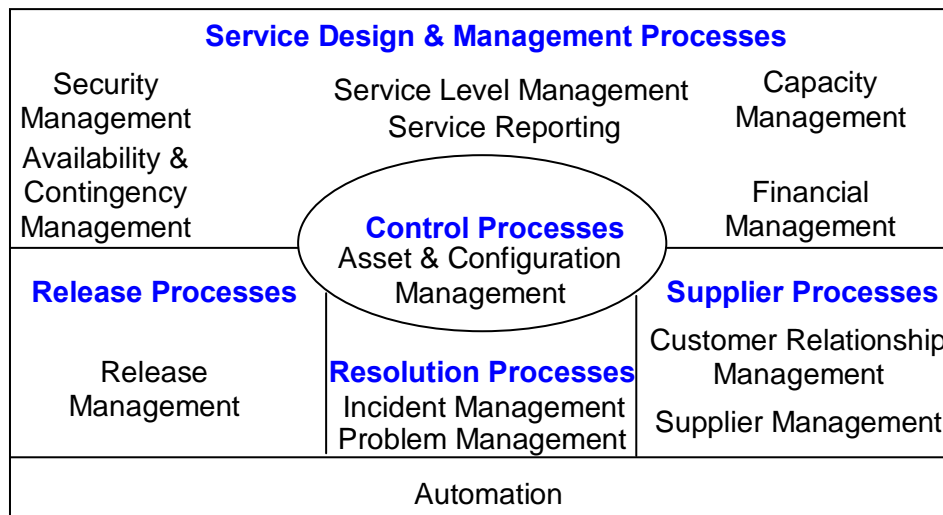 Service Design & Management Processes
Security
Management
Availability &
Contingency
Management
Service Level Management
Service Reporting
Capacity
Management
Financial
Management
Control Processes
Asset & Configuration
Management
Release Processes
Release
Management
Resolution Processes
Incident Management
Problem Management
Supplier Processes
Customer Relationship
Management
Supplier Management
Automation